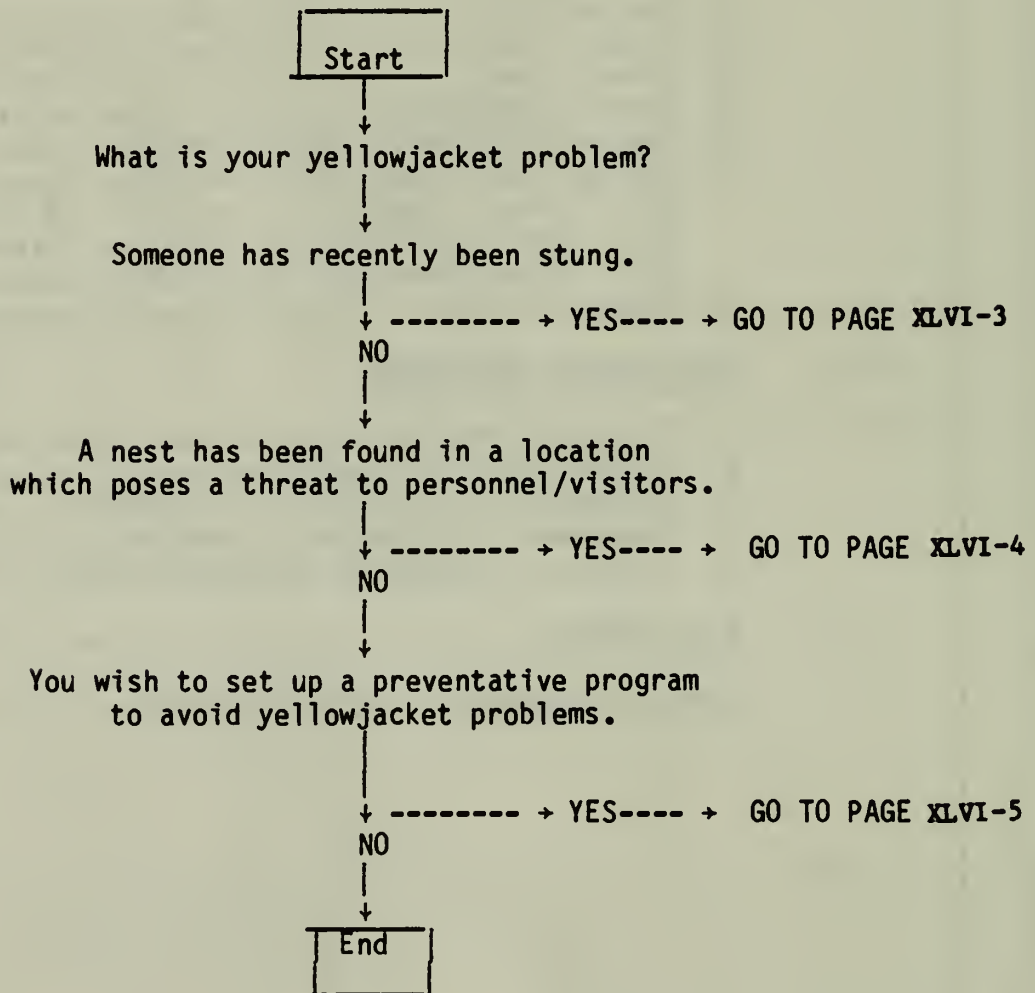 Start
What is your yellowjacket problem?
Someone has recently been stung.
-------- → YES---- → GO TO PAGE XLVI-3
NO
A nest has been found in a location
which poses a threat to personnel/visitors.
-------- → YES---- → GO TO PAGE XLVI-4
NO
You wish to set up a preventative program
to avoid yellowjacket problems.
-------- → YES---- → GO TO PAGE XLVI-5
NO
End